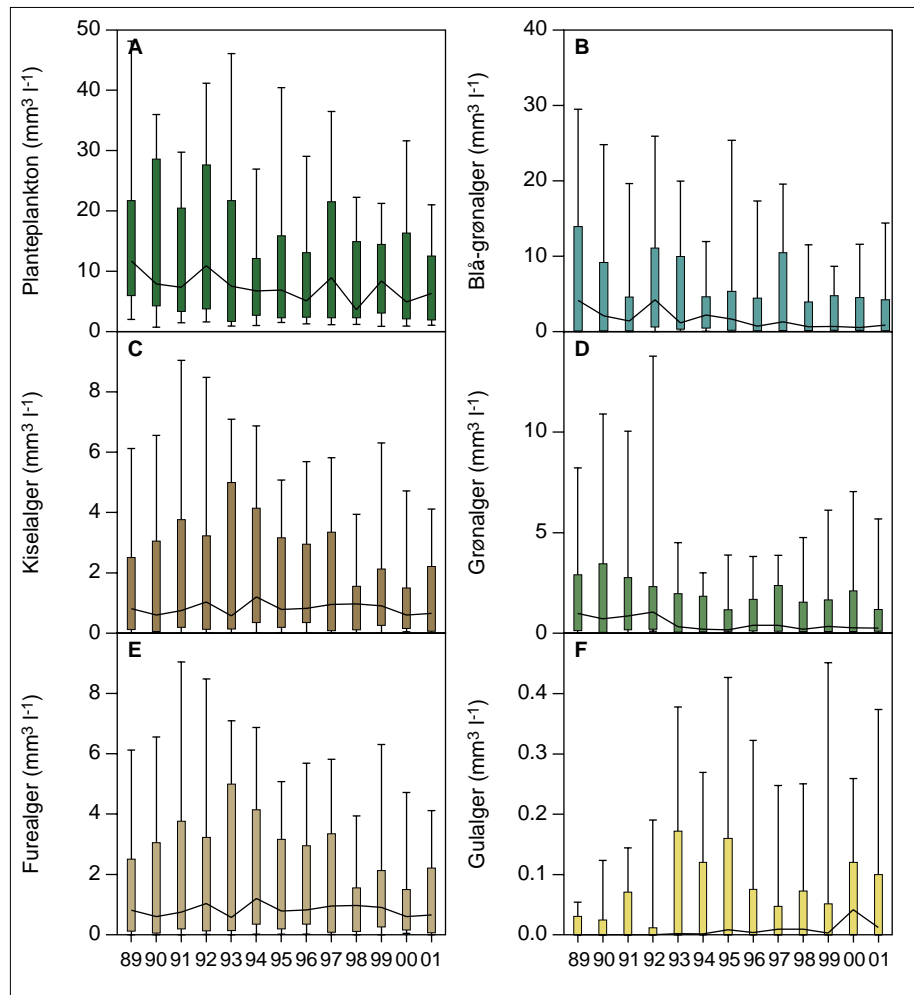 A
Planteplankton (mm³ l-¹)
50
40
30
20
10
0
B
Blå-grønalger (mm³ l-¹)
40
30
20
10
0
C
Kiselalger (mm³ l-¹)
8
6
4
2
0
D
Grønalger (mm³ l-¹)
10
5
0
E
Furealger (mm³ l-¹)
8
6
4
2
0
89 90 91 92 93 94 95 96 97 98 99 00 01
F
Gulalger (mm³ l-¹)
0.4
0.3
0.2
0.1
0.0
89 90 91 92 93 94 95 96 97 98 99 00 01